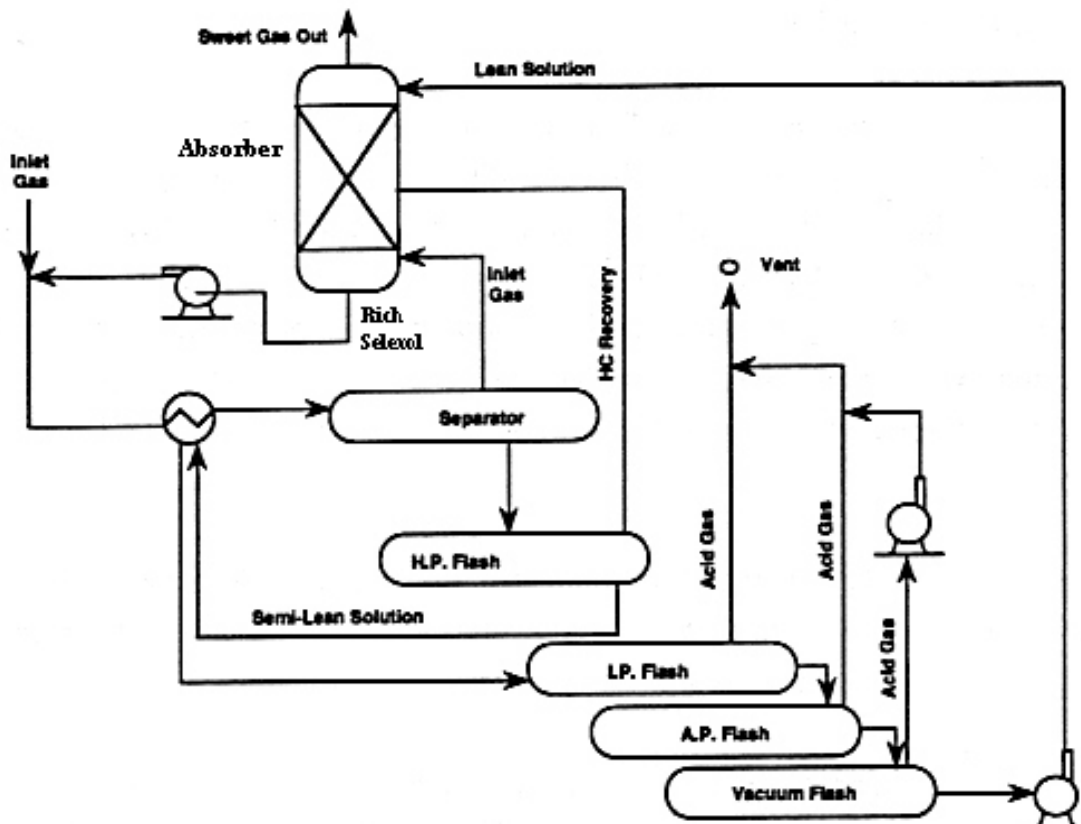 Sweet Gas Out
Lean Solution
Absorber
Inlet
Gas
Inlet
Gas
Rich
Selexol
HC Recovery
Vent
Separator
Acid Gas
Acid Gas
H.P. Flash
Semi-Lean Solution
Acid Gas
I.P. Flash
A.P. Flash
Vacuum Flash